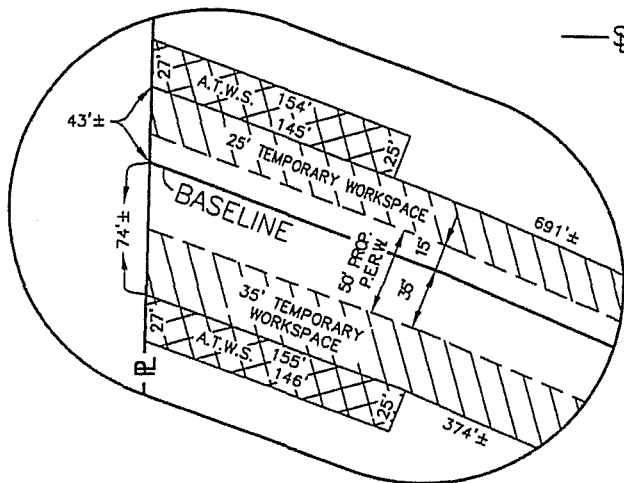 27'
A.T.W.S.
154'
145'
25'
43'±
25' TEMPORARY WORKSPACE
691'±
BASELINE
74'±
50' PROP.
P.E.R.W.
15'
35'
35' TEMPORARY
WORKSPACE
27'
A.T.W.S.
155'
146'
25'
374'±
PL